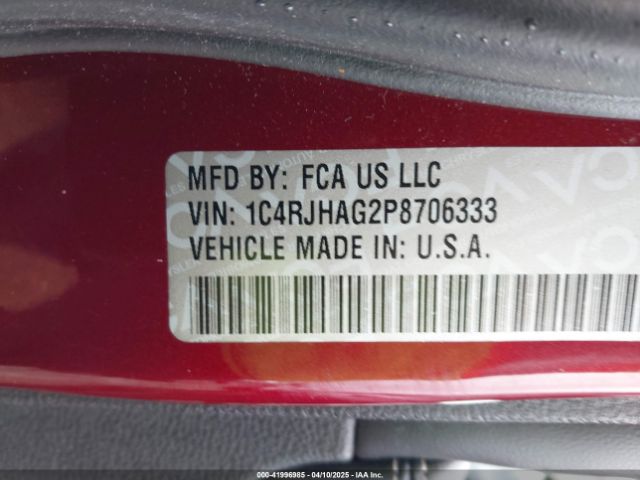 MFD BY: FCA US LLC
VIN: 1C4RJHAG2P8706333
VEHICLE MADE IN: U.S.A.
000-41996985 - 04/10/2025 - IAA Inc.